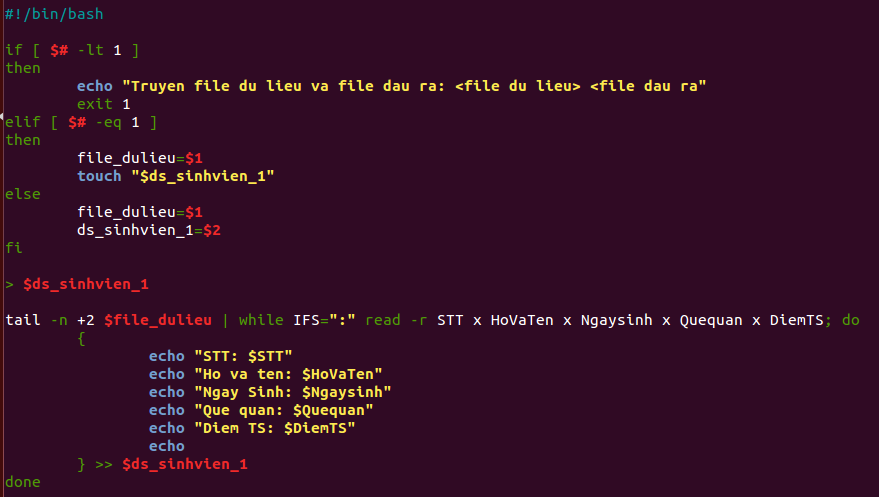 #!/bin/bash

if [ $# -lt 1 ]
then
        echo "Truyen file du lieu va file dau ra: <file du lieu> <file dau ra"
        exit 1
elif [ $# -eq 1 ]
then
        file_dulieu=$1
        touch "$ds_sinhvien_1"
else
        file_dulieu=$1
        ds_sinhvien_1=$2
fi

> $ds_sinhvien_1

tail -n +2 $file_dulieu | while IFS=":" read -r STT x HoVaTen x Ngaysinh x Quequan x DiemTS; do
        {
                echo "STT: $STT"
                echo "Ho va ten: $HoVaTen"
                echo "Ngay Sinh: $Ngaysinh"
                echo "Que quan: $Quequan"
                echo "Diem TS: $DiemTS"
                echo
        } >> $ds_sinhvien_1
done